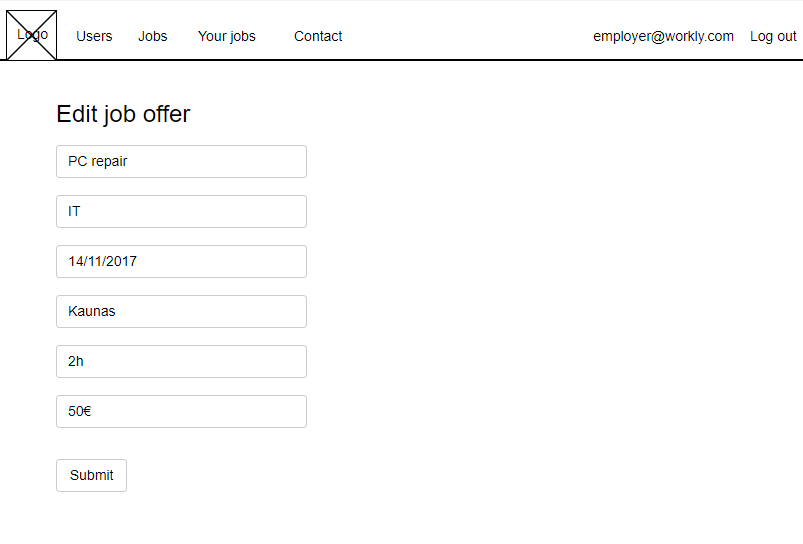 Logo Users Jobs Your jobs Contact employer@workly.com Log out
Edit job offer
PC repair
IT
14/11/2017
Kaunas
2h
50€
Submit